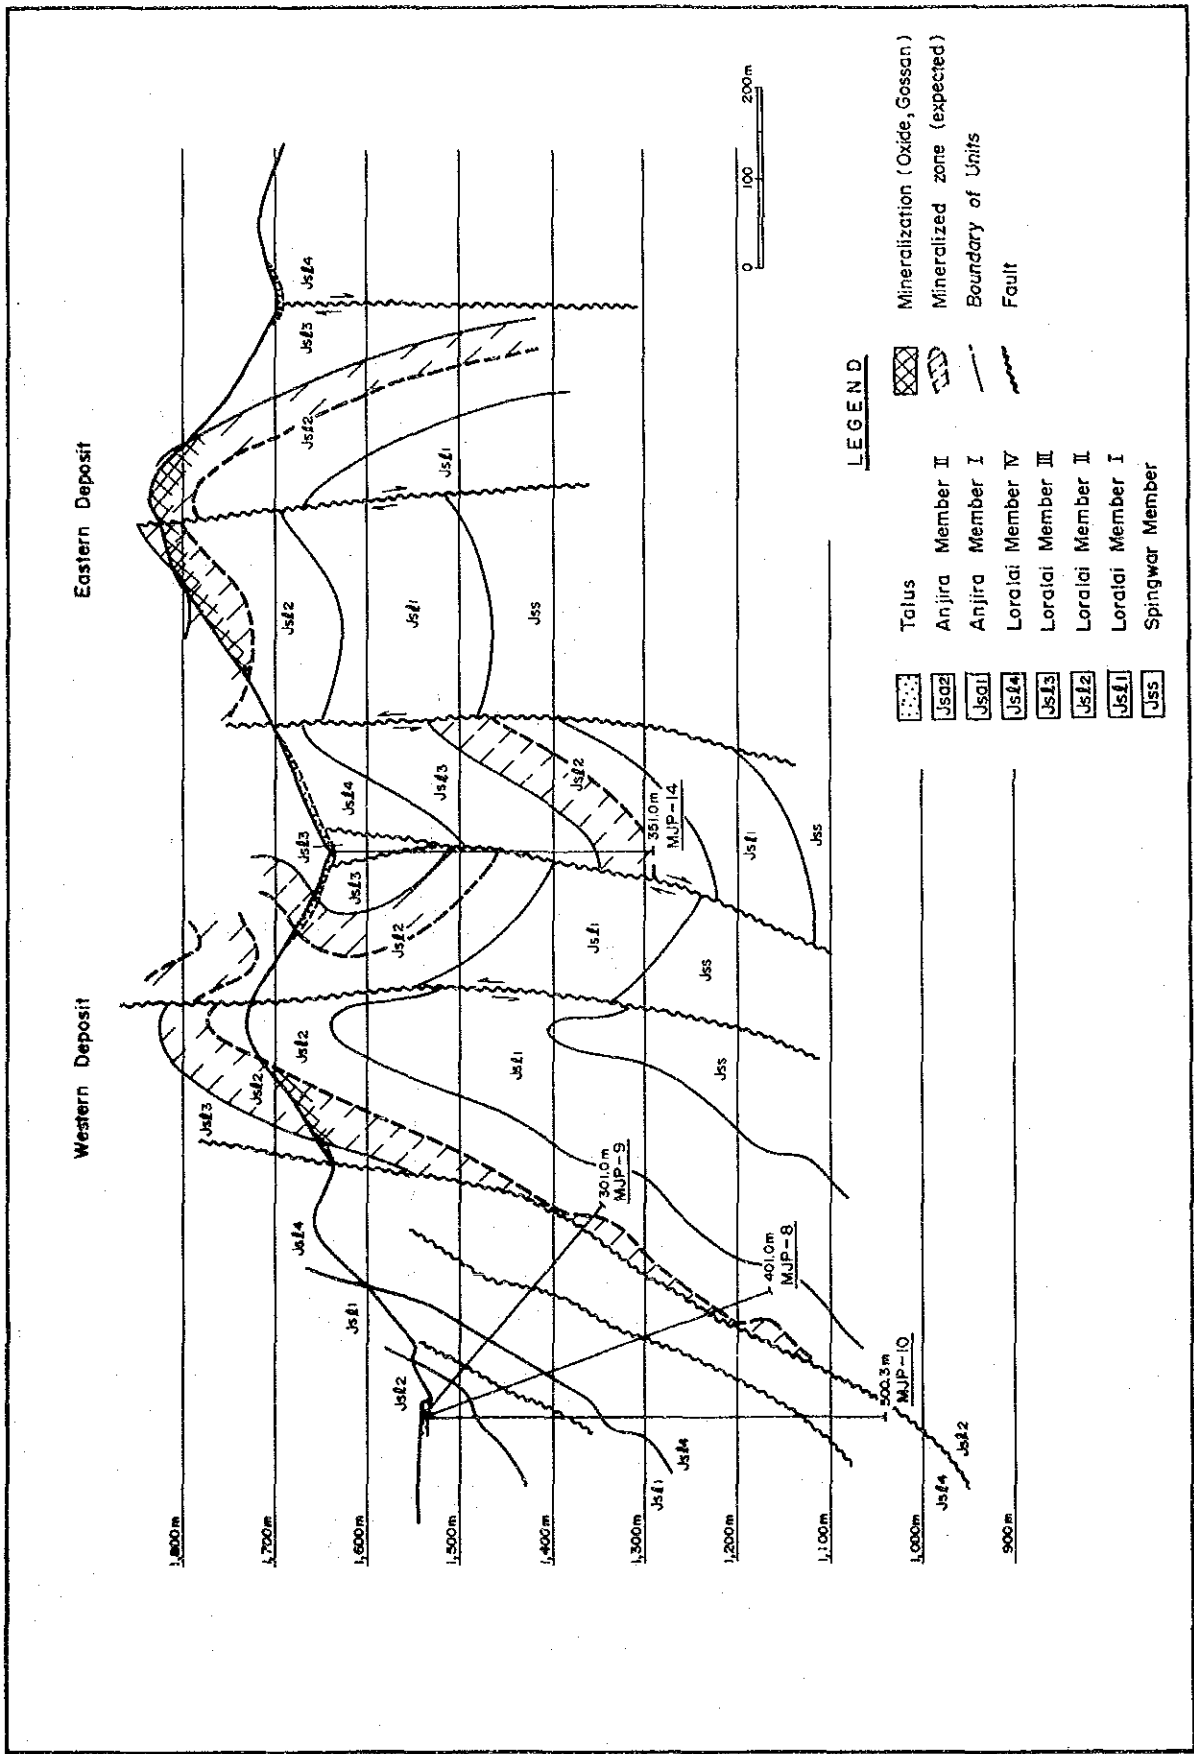 Western Deposit
Eastern Deposit
1,800m
1,700m
1,600m
1,500m
1,400m
1,300m
1,200m
1,100m
1,000m
900m
Jsℓ2
Jsℓ1
Jsℓ4
Jsℓ3
Jsℓ2
Jsℓ2
Jsℓ1
Jss
Jsℓ1
Jsℓ4
Jsℓ4
Jsℓ2
301.0m
MJP-9
401.0m
MJP-8
500.3m
MJP-10
Jsℓ3
Jsℓ3
Jsℓ2
Jsℓ1
Jss
Jsℓ4
Jsℓ3
Jsℓ2
351.0m
MJP-14
Jsℓ1
Jss
Jsℓ2
Jsℓ1
Jss
Jsℓ2
Jsℓ1
Jsℓ3
Jsℓ4
0 100 200m
LEGEND
Talus
Jsa2 Anjira Member II
Jsa1 Anjira Member I
Jsℓ4 Loralai Member IV
Jsℓ3 Loralai Member III
Jsℓ2 Loralai Member II
Jsℓ1 Loralai Member I
Jss Spingwar Member
Mineralization (Oxide, Gossan)
Mineralized zone (expected)
Boundary of Units
Fault